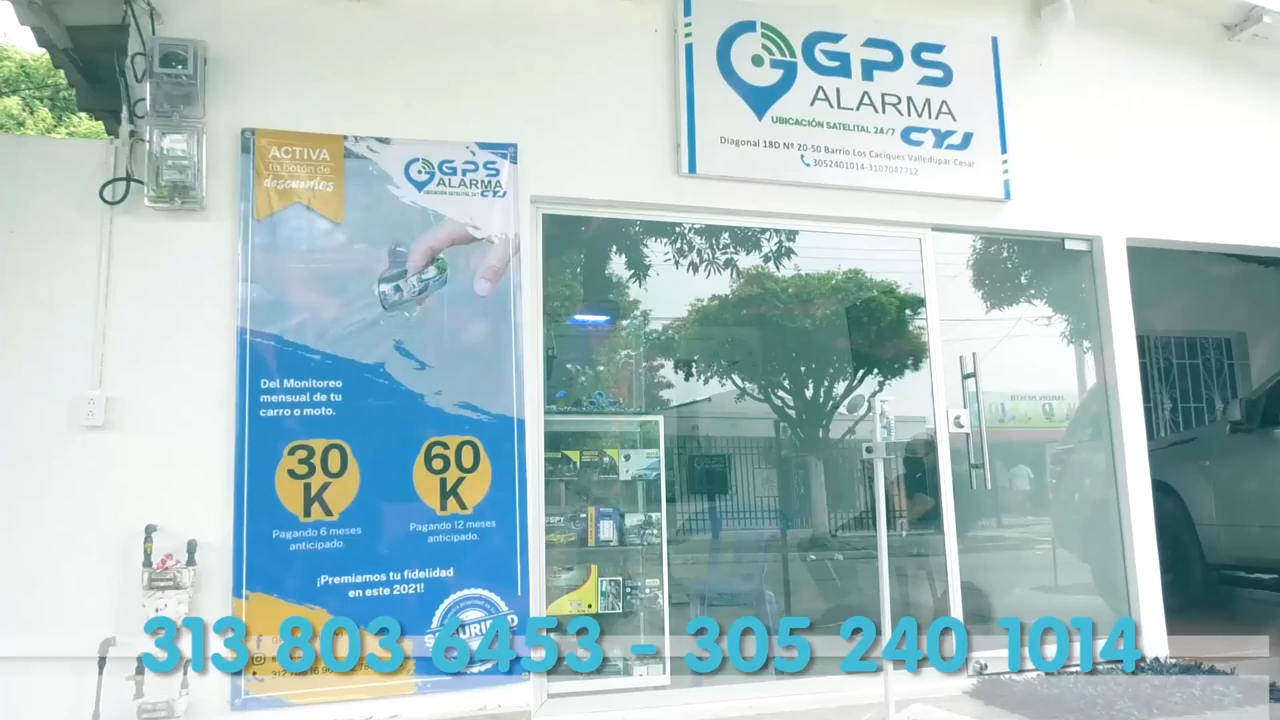 GPS
ALARMA
UBICACIÓN SATELITAL 24/7 CYJ
Diagonal 18D Nº 20-50 Barrio Los Caciques Valledupar Cesar
3052401014-3107047712
ACTIVA
tu botón de
descuentos
GPS
ALARMA
UBICACIÓN SATELITAL 24/7
CYJ
Del Monitoreo
mensual de tu
carro o moto.
30
K
60
K
Pagando 6 meses
anticipado.
Pagando 12 meses
anticipado.
¡Premiamos tu fidelidad
en este 2021!
SEGURIDAD
313 803 6453 - 305 240 1014